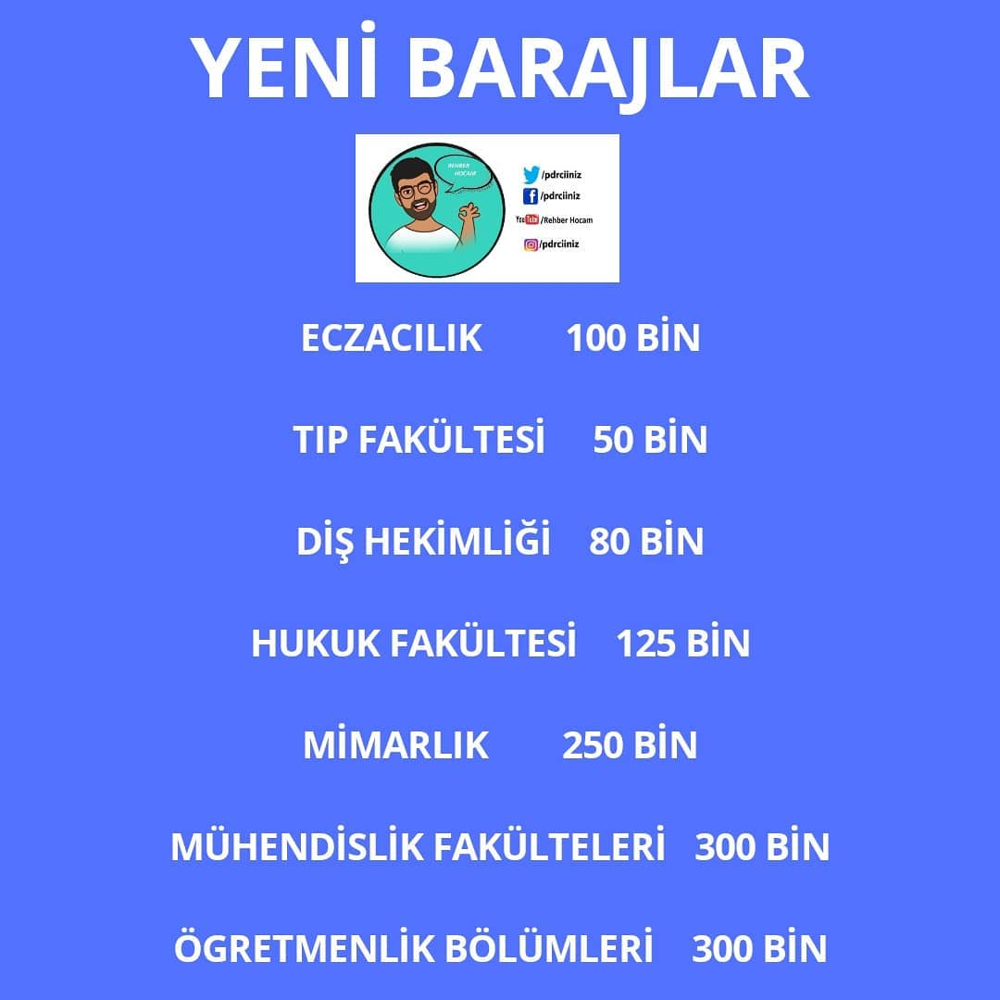 YENİ BARAJLAR
REHBER
HOCAM
/pdrciiniz
/pdrciiniz
YouTube /Rehber Hocam
/pdrciiniz
ECZACILIK 100 BİN
TIP FAKÜLTESİ 50 BİN
DİŞ HEKİMLİĞİ 80 BİN
HUKUK FAKÜLTESİ 125 BİN
MİMARLIK 250 BİN
MÜHENDİSLİK FAKÜLTELERİ 300 BİN
ÖGRETMENLİK BÖLÜMLERİ 300 BİN